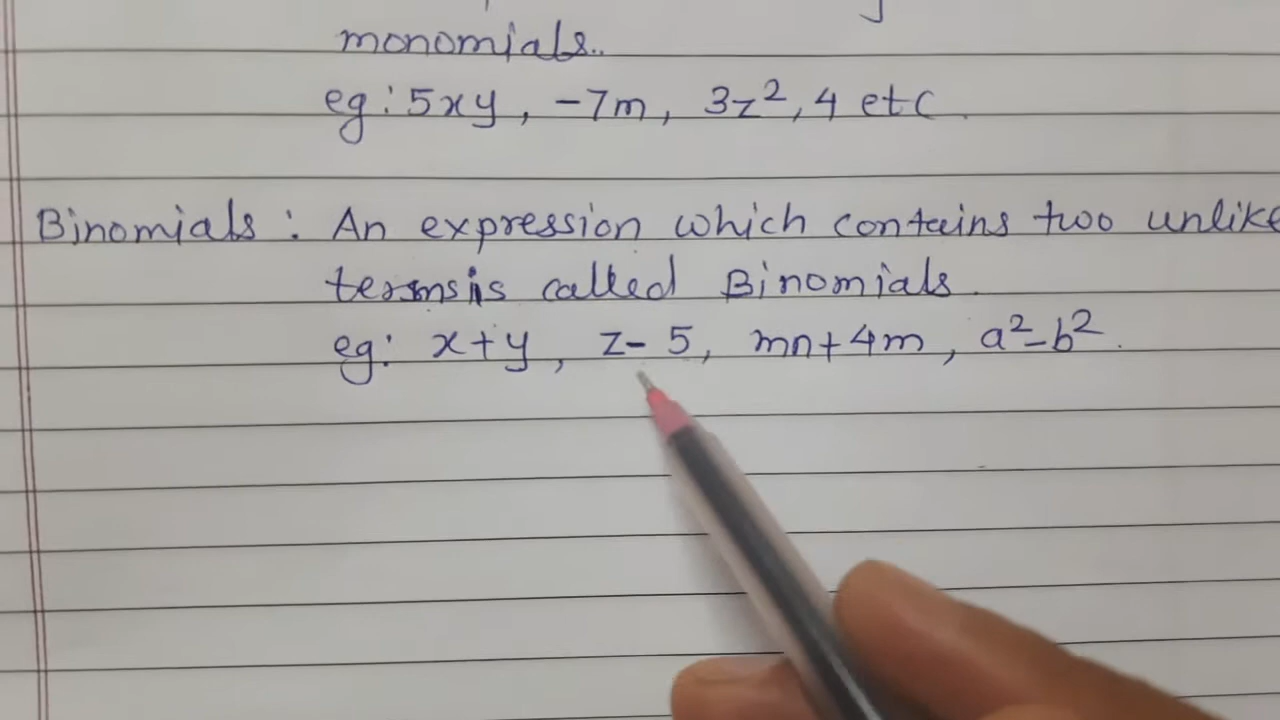 monomials..
eg: 5xy, -7m, 3z², 4 etc.
Binomials: An expression which contains two unlike
terms is called Binomials.
eg: x+y, z-5, mn+4m, a²-b².